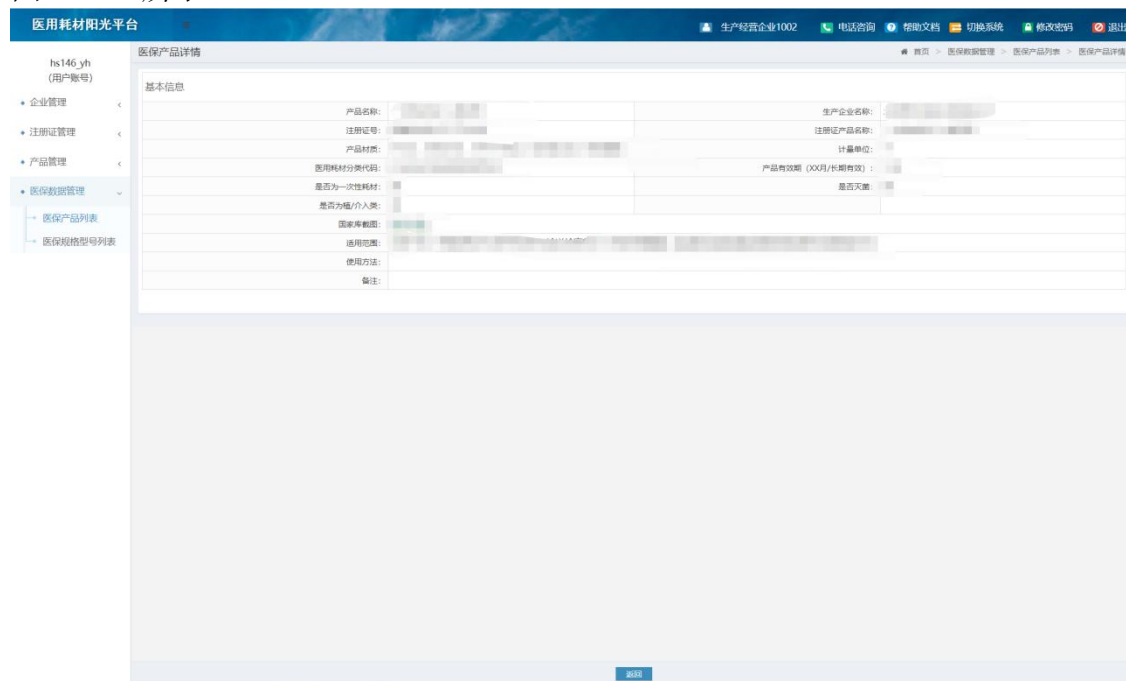 医用耗材阳光平台
生产经营企业1002 电话咨询 帮助文档 切换系统 修改密码 退出
医保产品详情
首页 > 医保数据管理 > 医保产品列表 > 医保产品详情
hs146_yh
(用户账号)
企业管理
注册证管理
产品管理
医保数据管理
医保产品列表
医保规格型号列表
基本信息
产品名称: 生产企业名称:
注册证号: 注册证产品名称:
产品材质: 计量单位:
医用耗材分类代码: 产品有效期（XX月/长期有效）:
是否为一次性耗材: 是否灭菌:
是否为植/介入类:
国家库截图:
适用范围:
使用方法:
备注:
返回